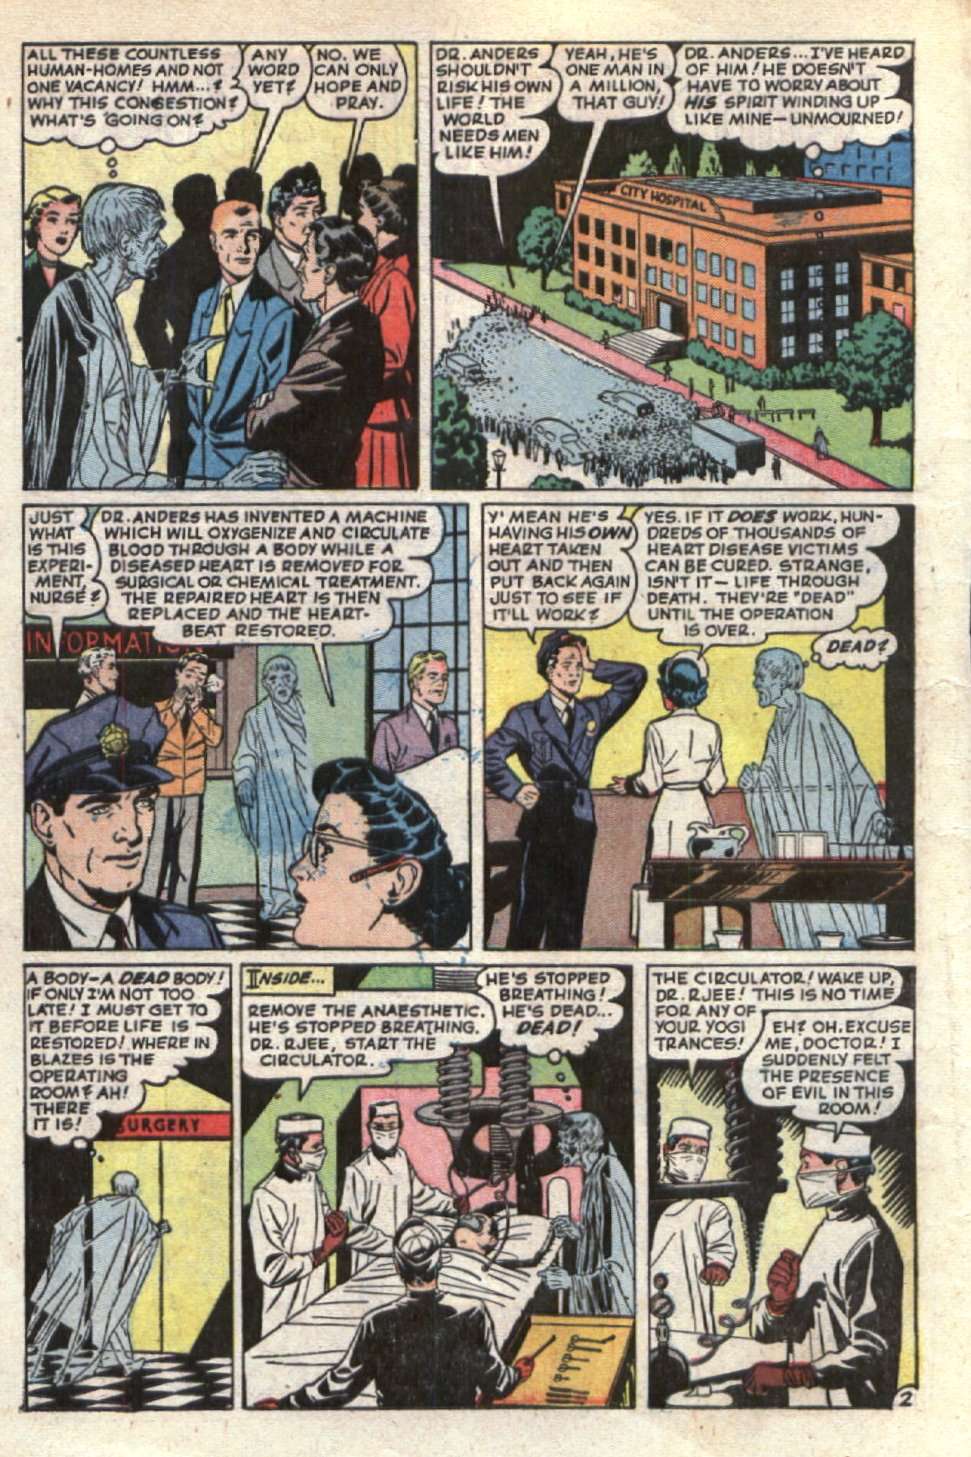 ALL THESE COUNTLESS
HUMAN-HOMES AND NOT
ONE VACANCY! HMM...?
WHY THIS CONGESTION?
WHAT'S GOING ON?
ANY
WORD
YET?
NO. WE
CAN ONLY
HOPE AND
PRAY.
DR. ANDERS
SHOULDN'T
RISK HIS OWN
LIFE! THE
WORLD
NEEDS MEN
LIKE HIM!
YEAH, HE'S
ONE MAN IN
A MILLION,
THAT GUY!
DR. ANDERS...I'VE HEARD
OF HIM! HE DOESN'T
HAVE TO WORRY ABOUT
HIS SPIRIT WINDING UP
LIKE MINE—UNMOURNED!
CITY HOSPITAL
JUST
WHAT
IS THIS
EXPERI-
MENT,
NURSE?
DR. ANDERS HAS INVENTED A MACHINE
WHICH WILL OXYGENIZE AND CIRCULATE
BLOOD THROUGH A BODY WHILE A
DISEASED HEART IS REMOVED FOR
SURGICAL OR CHEMICAL TREATMENT.
THE REPAIRED HEART IS THEN
REPLACED AND THE HEART-
BEAT RESTORED.
INFORMATI
Y' MEAN HE'S
HAVING HIS OWN
HEART TAKEN
OUT AND THEN
PUT BACK AGAIN
JUST TO SEE IF
IT'LL WORK?
YES. IF IT DOES WORK, HUN-
DREDS OF THOUSANDS OF
HEART DISEASE VICTIMS
CAN BE CURED. STRANGE,
ISN'T IT—LIFE THROUGH
DEATH. THEY'RE "DEAD"
UNTIL THE OPERATION
IS OVER.
DEAD?
A BODY—A DEAD BODY!
IF ONLY I'M NOT TOO
LATE! I MUST GET TO
IT BEFORE LIFE IS
RESTORED! WHERE IN
BLAZES IS THE
OPERATING
ROOM? AH!
THERE
IT IS!
SURGERY
INSIDE...
REMOVE THE ANAESTHETIC.
HE'S STOPPED BREATHING.
DR. RJEE, START THE
CIRCULATOR.
HE'S STOPPED
BREATHING!
HE'S DEAD...
DEAD!
THE CIRCULATOR! WAKE UP,
DR. RJEE! THIS IS NO TIME
FOR ANY OF
YOUR YOGI
TRANCES!
EH? OH. EXCUSE
ME, DOCTOR! I
SUDDENLY FELT
THE PRESENCE
OF EVIL IN THIS
ROOM!
2